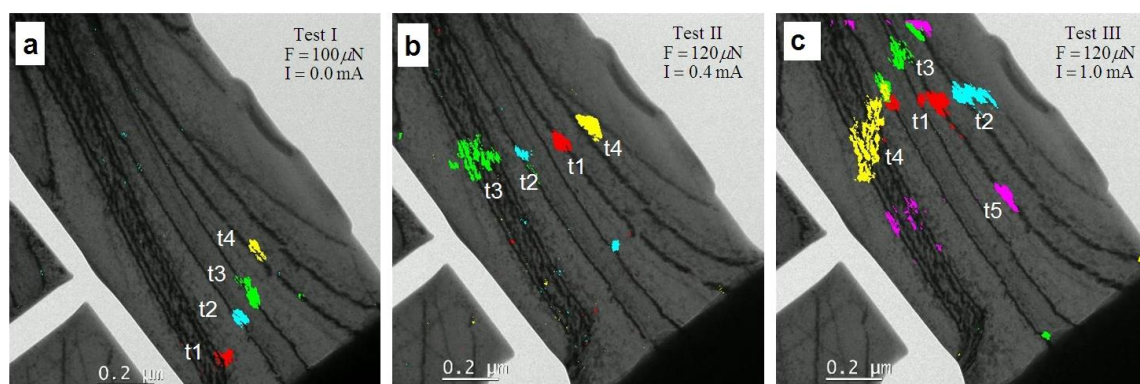 a
Test I
F = 100μN
I = 0.0 mA
t4
t3
t2
t1
0.2 μm
b
Test II
F = 120μN
I = 0.4 mA
t4
t1
t2
t3
0.2 μm
c
Test III
F = 120μN
I = 1.0 mA
t3
t1
t2
t4
t5
0.2 μm